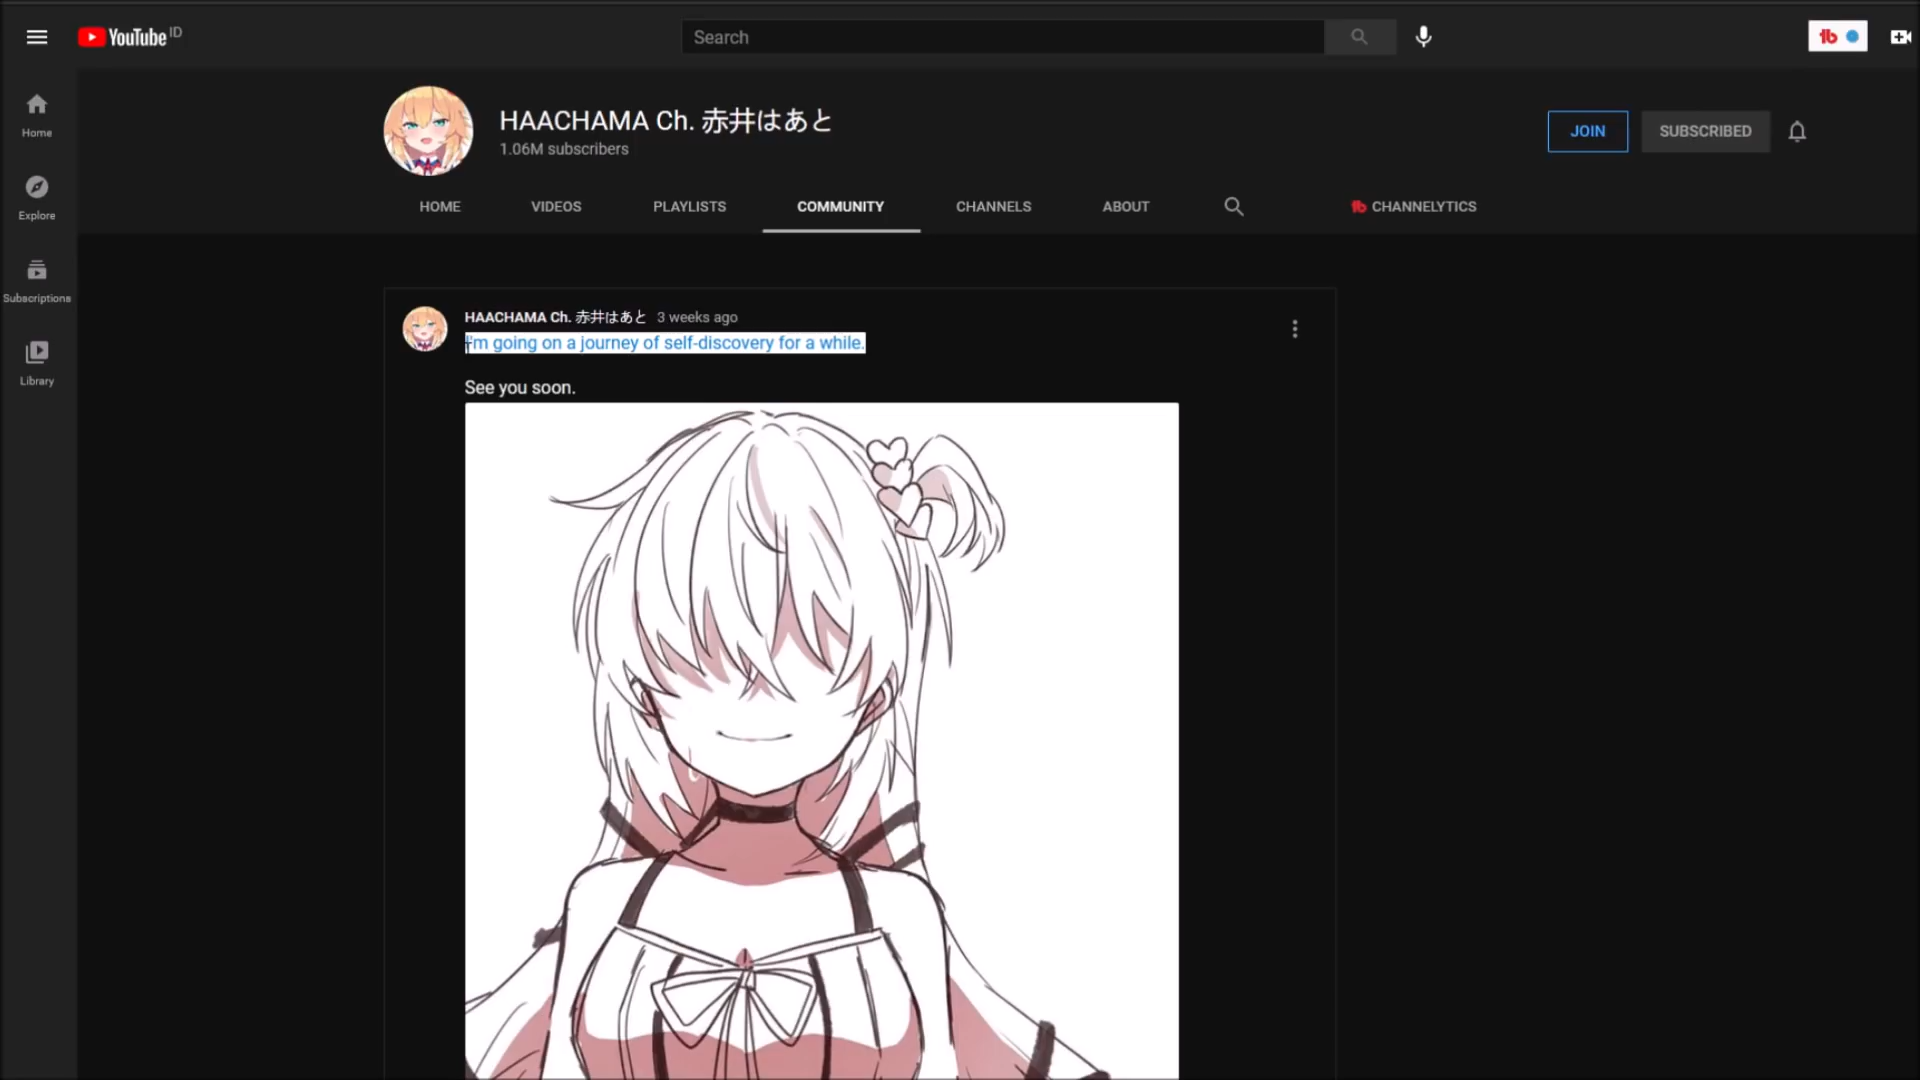 YouTube ID
Search
Home
Explore
Subscriptions
Library
HAACHAMA Ch. 赤井はあと
1.06M subscribers
JOIN
SUBSCRIBED
HOME
VIDEOS
PLAYLISTS
COMMUNITY
CHANNELS
ABOUT
CHANNELYTICS
HAACHAMA Ch. 赤井はあと 3 weeks ago
I'm going on a journey of self-discovery for a while.
See you soon.